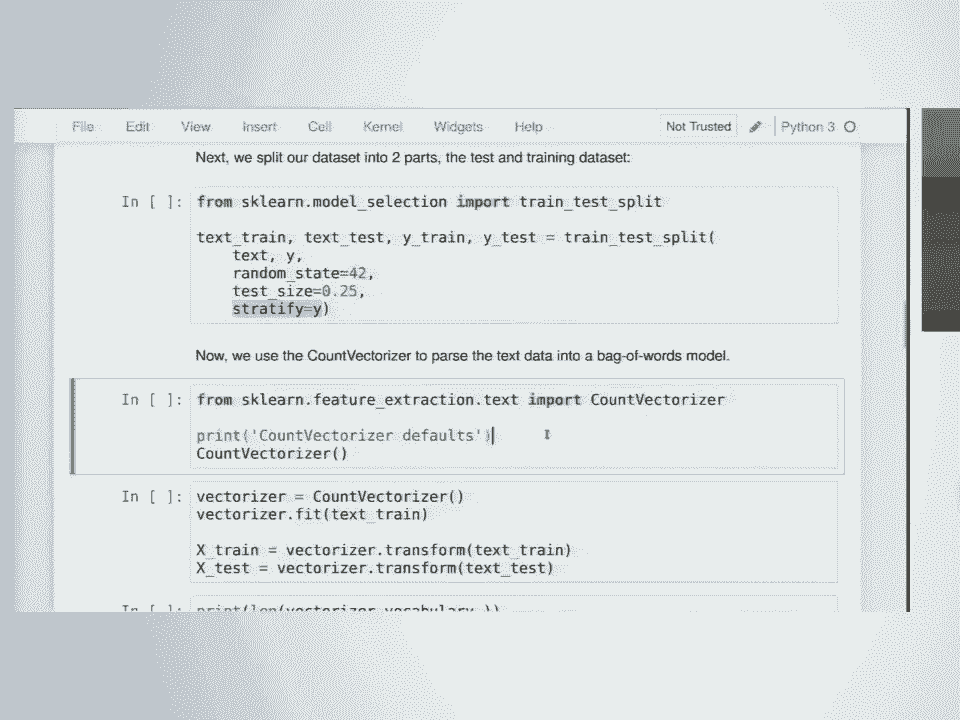 File Edit View Insert Cell Kernel Widgets Help Not Trusted Python 3
Next, we split our dataset into 2 parts, the test and training dataset:
In [ ]: from sklearn.model_selection import train_test_split
text_train, text_test, y_train, y_test = train_test_split(
text, y,
random_state=42,
test_size=0.25,
stratify=y)
Now, we use the CountVectorizer to parse the text data into a bag-of-words model.
In [ ]: from sklearn.feature_extraction.text import CountVectorizer
print('CountVectorizer defaults')
CountVectorizer()
In [ ]: vectorizer = CountVectorizer()
vectorizer.fit(text_train)
X_train = vectorizer.transform(text_train)
X_test = vectorizer.transform(text_test)
In [ ]: print(len(vectorizer.vocabulary_))